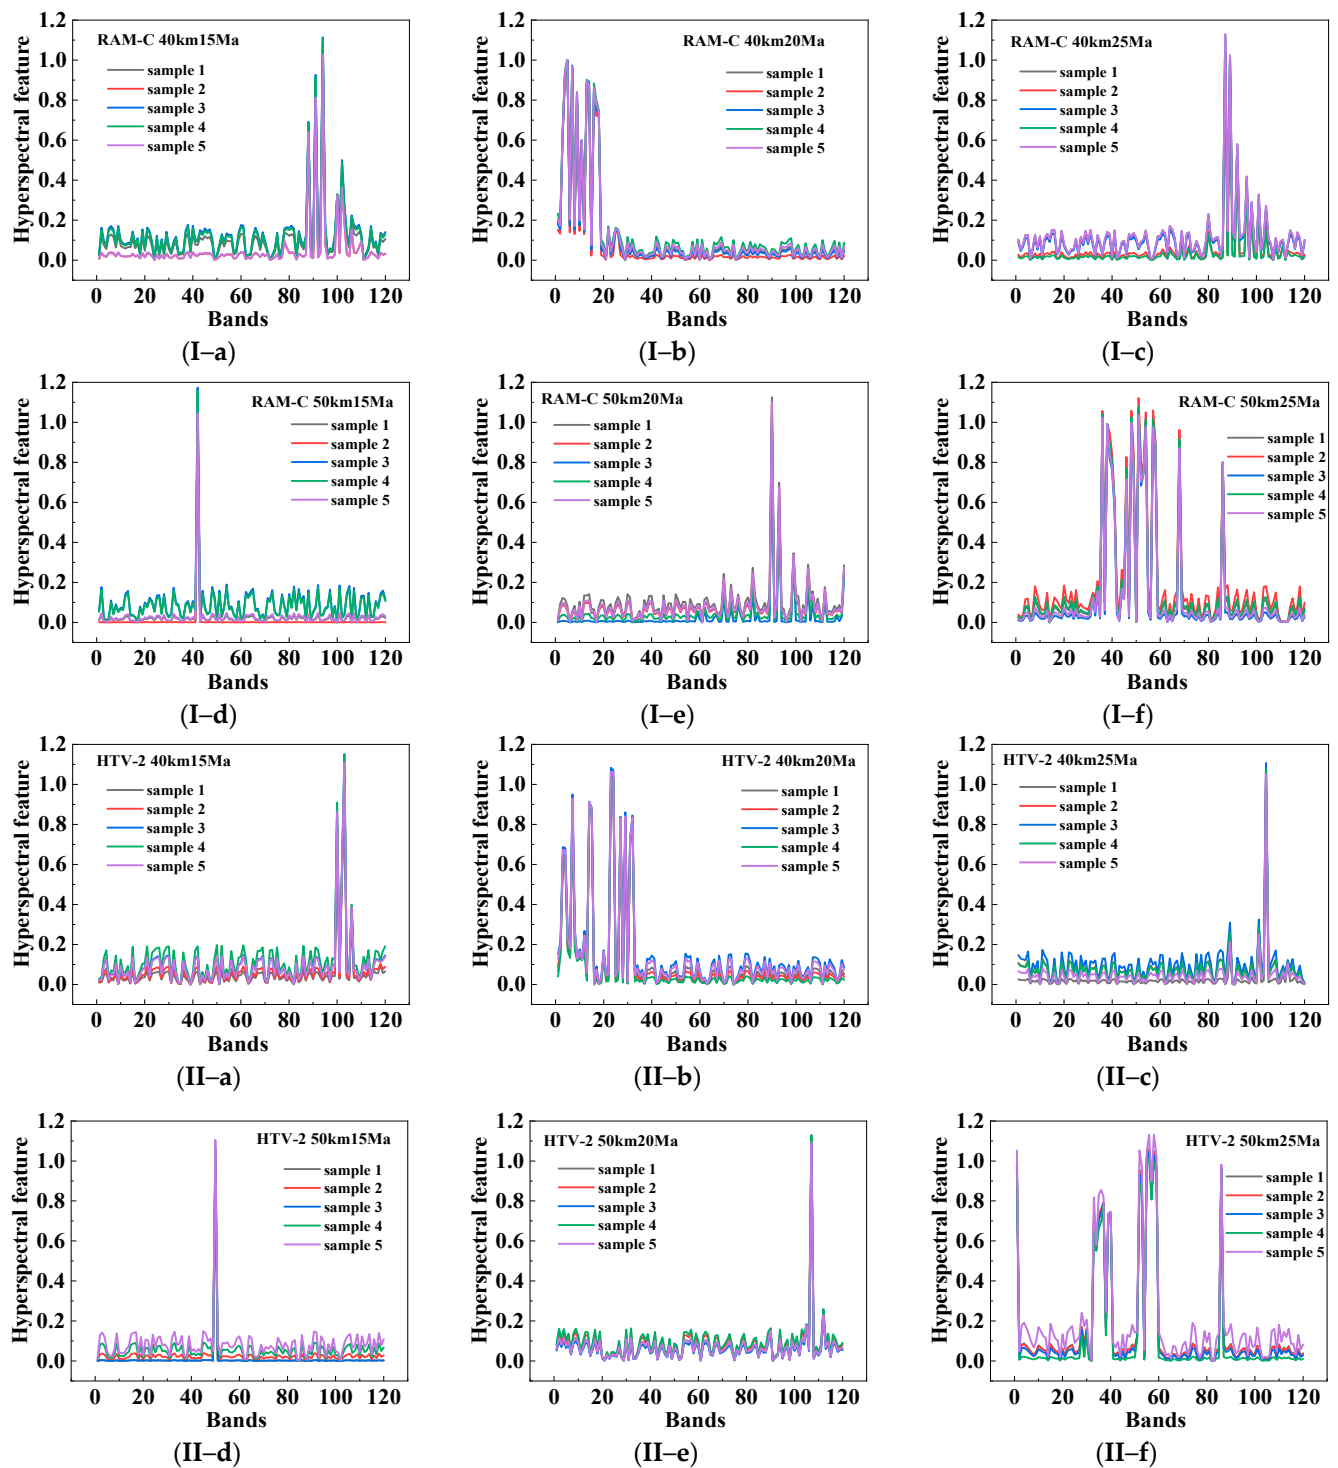 Hyperspectral feature
1.2
1.0
0.8
0.6
0.4
0.2
0.0
RAM-C 40km15Ma
sample 1
sample 2
sample 3
sample 4
sample 5
0 20 40 60 80 100 120
Bands
(I–a)
Hyperspectral feature
1.2
1.0
0.8
0.6
0.4
0.2
0.0
RAM-C 40km20Ma
sample 1
sample 2
sample 3
sample 4
sample 5
0 20 40 60 80 100 120
Bands
(I–b)
Hyperspectral feature
1.2
1.0
0.8
0.6
0.4
0.2
0.0
RAM-C 40km25Ma
sample 1
sample 2
sample 3
sample 4
sample 5
0 20 40 60 80 100 120
Bands
(I–c)
Hyperspectral feature
1.2
1.0
0.8
0.6
0.4
0.2
0.0
RAM-C 50km15Ma
sample 1
sample 2
sample 3
sample 4
sample 5
0 20 40 60 80 100 120
Bands
(I–d)
Hyperspectral feature
1.2
1.0
0.8
0.6
0.4
0.2
0.0
RAM-C 50km20Ma
sample 1
sample 2
sample 3
sample 4
sample 5
0 20 40 60 80 100 120
Bands
(I–e)
Hyperspectral feature
1.2
1.0
0.8
0.6
0.4
0.2
0.0
RAM-C 50km25Ma
sample 1
sample 2
sample 3
sample 4
sample 5
0 20 40 60 80 100 120
Bands
(I–f)
Hyperspectral feature
1.2
1.0
0.8
0.6
0.4
0.2
0.0
HTV-2 40km15Ma
sample 1
sample 2
sample 3
sample 4
sample 5
0 20 40 60 80 100 120
Bands
(II–a)
Hyperspectral feature
1.2
1.0
0.8
0.6
0.4
0.2
0.0
HTV-2 40km20Ma
sample 1
sample 2
sample 3
sample 4
sample 5
0 20 40 60 80 100 120
Bands
(II–b)
Hyperspectral feature
1.2
1.0
0.8
0.6
0.4
0.2
0.0
HTV-2 40km25Ma
sample 1
sample 2
sample 3
sample 4
sample 5
0 20 40 60 80 100 120
Bands
(II–c)
Hyperspectral feature
1.2
1.0
0.8
0.6
0.4
0.2
0.0
HTV-2 50km15Ma
sample 1
sample 2
sample 3
sample 4
sample 5
0 20 40 60 80 100 120
Bands
(II–d)
Hyperspectral feature
1.2
1.0
0.8
0.6
0.4
0.2
0.0
HTV-2 50km20Ma
sample 1
sample 2
sample 3
sample 4
sample 5
0 20 40 60 80 100 120
Bands
(II–e)
Hyperspectral feature
1.2
1.0
0.8
0.6
0.4
0.2
0.0
HTV-2 50km25Ma
sample 1
sample 2
sample 3
sample 4
sample 5
0 20 40 60 80 100 120
Bands
(II–f)